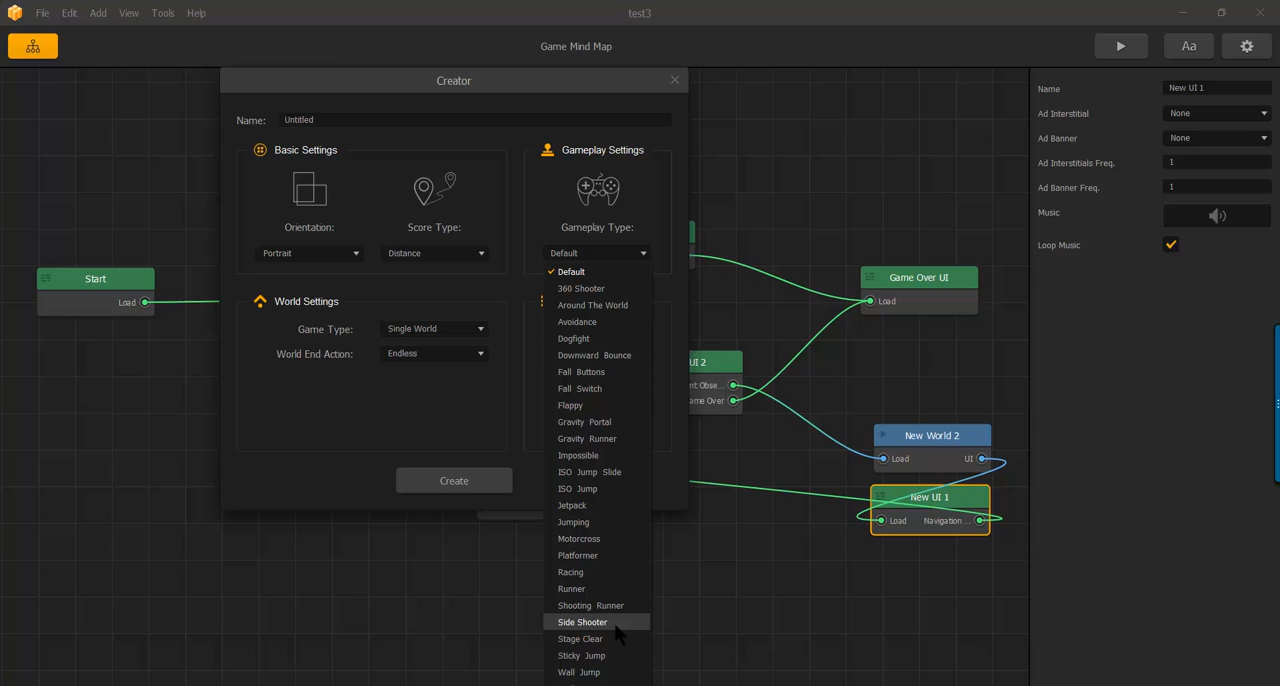 File Edit Add View Tools Help
test3
Game Mind Map
Aa
Creator
Name: Untitled
Basic Settings
Orientation:
Score Type:
Portrait
Distance
Gameplay Settings
Gameplay Type:
Default
Default
360 Shooter
Around The World
Avoidance
Dogfight
Downward Bounce
Fall Buttons
Fall Switch
Flappy
Gravity Portal
Gravity Runner
Impossible
ISO Jump Slide
ISO Jump
Jetpack
Jumping
Motorcross
Platformer
Racing
Runner
Shooting Runner
Side Shooter
Stage Clear
Sticky Jump
Wall Jump
World Settings
Game Type: Single World
World End Action: Endless
Create
Start
Load
UI 2
nt Obse...
ame Over
Game Over UI
Load
New World 2
Load UI
New UI 1
Load Navigation ...
Name New UI 1
Ad Interstitial None
Ad Banner None
Ad Interstitials Freq. 1
Ad Banner Freq. 1
Music
Loop Music